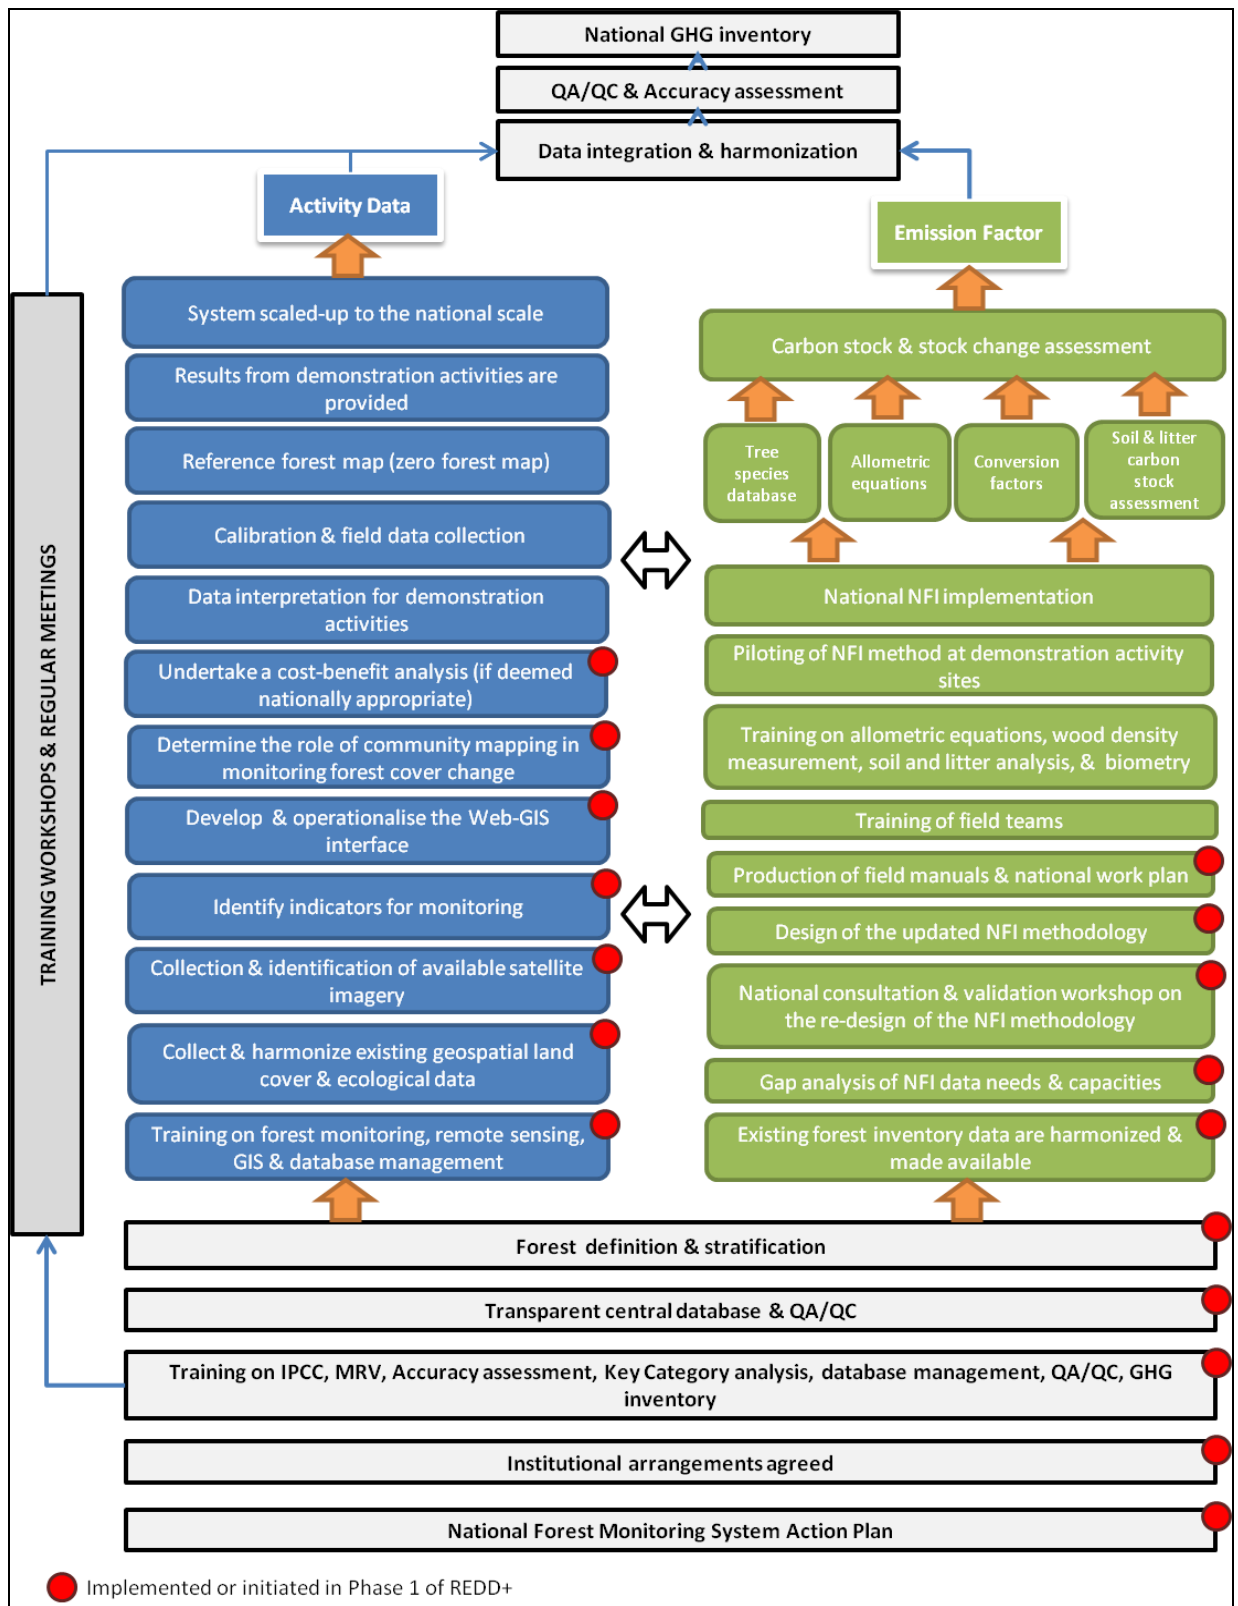 National GHG inventory
QA/QC & Accuracy assessment
Data integration & harmonization
Activity Data
Emission Factor
TRAINING WORKSHOPS & REGULAR MEETINGS
System scaled-up to the national scale
Results from demonstration activities are
provided
Reference forest map (zero forest map)
Calibration & field data collection
Data interpretation for demonstration
activities
Undertake a cost-benefit analysis (if deemed
nationally appropriate)
Determine the role of community mapping in
monitoring forest cover change
Develop & operationalise the Web-GIS
interface
Identify indicators for monitoring
Collection & identification of available satellite
imagery
Collect & harmonize existing geospatial land
cover & ecological data
Training on forest monitoring, remote sensing,
GIS & database management
Carbon stock & stock change assessment
Tree
species
database
Allometric
equations
Conversion
factors
Soil & litter
carbon
stock
assessment
National NFI implementation
Piloting of NFI method at demonstration activity
sites
Training on allometric equations, wood density
measurement, soil and litter analysis, & biometry
Training of field teams
Production of field manuals & national work plan
Design of the updated NFI methodology
National consultation & validation workshop on
the re-design of the NFI methodology
Gap analysis of NFI data needs & capacities
Existing forest inventory data are harmonized &
made available
Forest definition & stratification
Transparent central database & QA/QC
Training on IPCC, MRV, Accuracy assessment, Key Category analysis, database management, QA/QC, GHG
inventory
Institutional arrangements agreed
National Forest Monitoring System Action Plan
Implemented or initiated in Phase 1 of REDD+